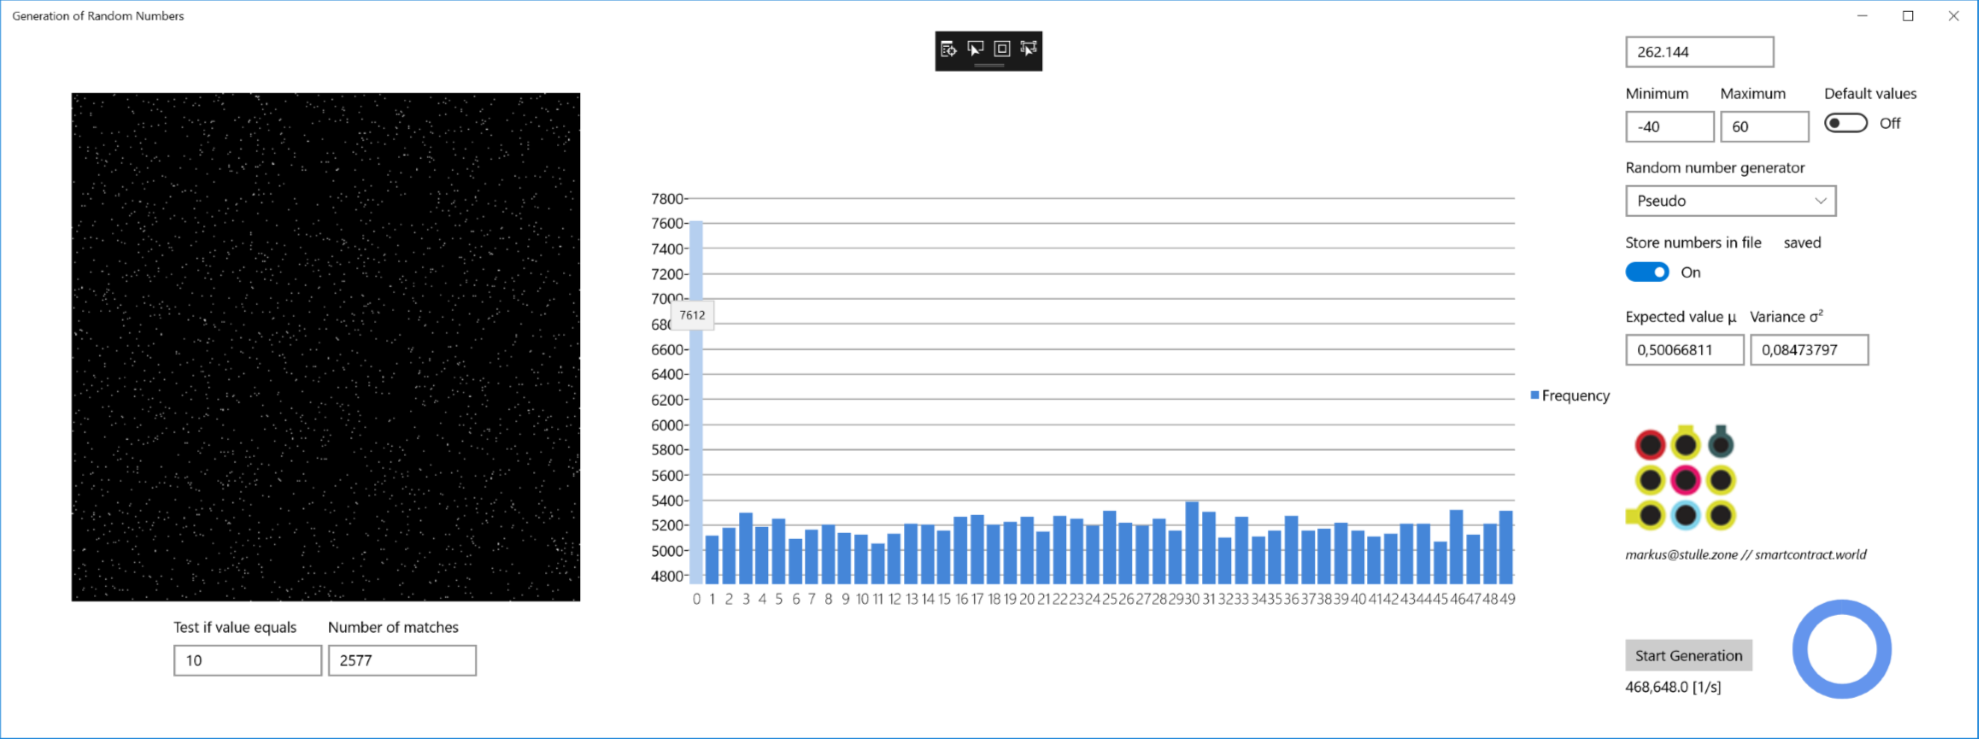 Generation of Random Numbers
262.144
Minimum Maximum Default values
-40 60 Off
Random number generator
Pseudo
Store numbers in file saved
On
Expected value μ Variance σ²
0,50066811 0,08473797
7800
7600
7400
7200
7000
7612
680
6600
6400
6200
6000
5800
5600
5400
5200
5000
4800
0 1 2 3 4 5 6 7 8 9 10 11 12 13 14 15 16 17 18 19 20 21 22 23 24 25 26 27 28 29 30 31 32 33 34 35 36 37 38 39 40 41 42 43 44 45 46 47 48 49
Frequency
markus@stulle.zone // smartcontract.world
Test if value equals Number of matches
10 2577
Start Generation
468,648.0 [1/s]